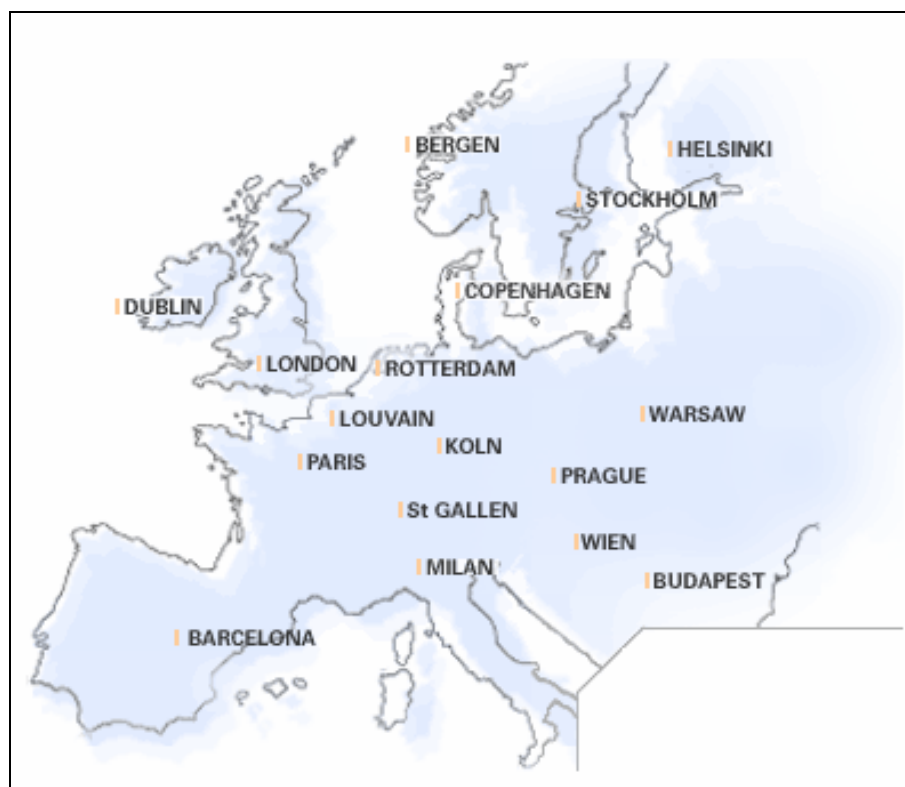 BERGEN
HELSINKI
STOCKHOLM
COPENHAGEN
DUBLIN
LONDON
ROTTERDAM
LOUVAIN
WARSAW
KOLN
PARIS
PRAGUE
St GALLEN
WIEN
MILAN
BUDAPEST
BARCELONA